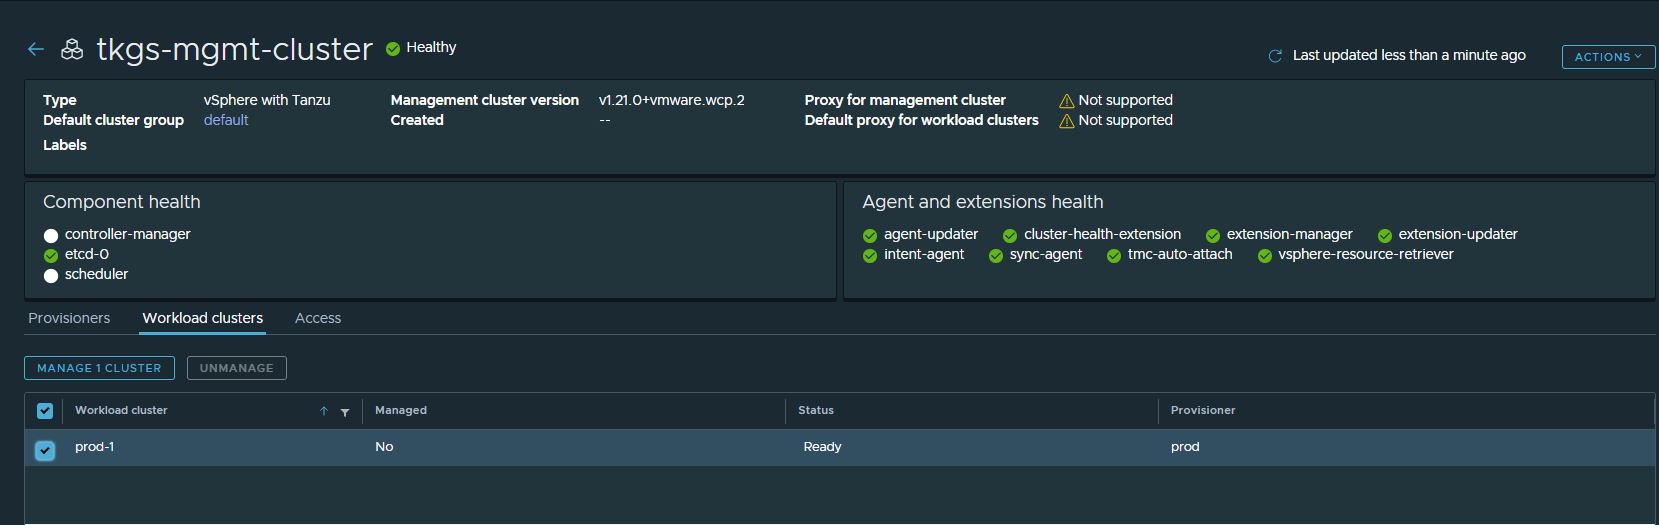 tkgs-mgmt-cluster Healthy
Last updated less than a minute ago ACTIONS
Type vSphere with Tanzu Management cluster version v1.21.0+vmware.wcp.2 Proxy for management cluster Not supported
Default cluster group default Created -- Default proxy for workload clusters Not supported
Labels
Component health
controller-manager
etcd-0
scheduler
Agent and extensions health
agent-updater cluster-health-extension extension-manager extension-updater
intent-agent sync-agent tmc-auto-attach vsphere-resource-retriever
Provisioners Workload clusters Access
MANAGE 1 CLUSTER UNMANAGE
Workload cluster Managed Status Provisioner
prod-1 No Ready prod